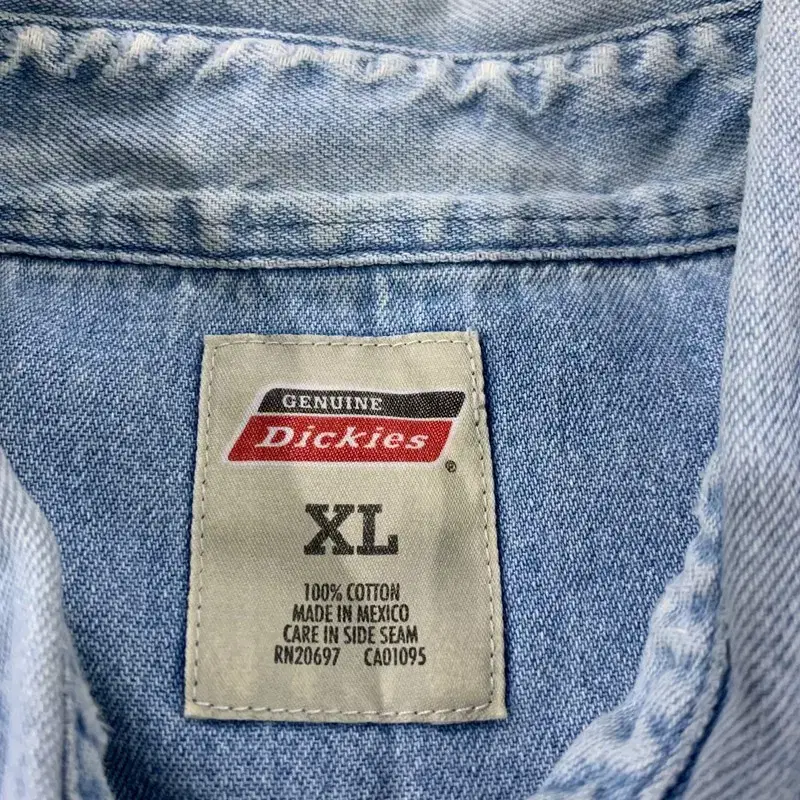 GENUINE
Dickies
®
XL
100% COTTON
MADE IN MEXICO
CARE IN SIDE SEAM
RN20697 CA01095